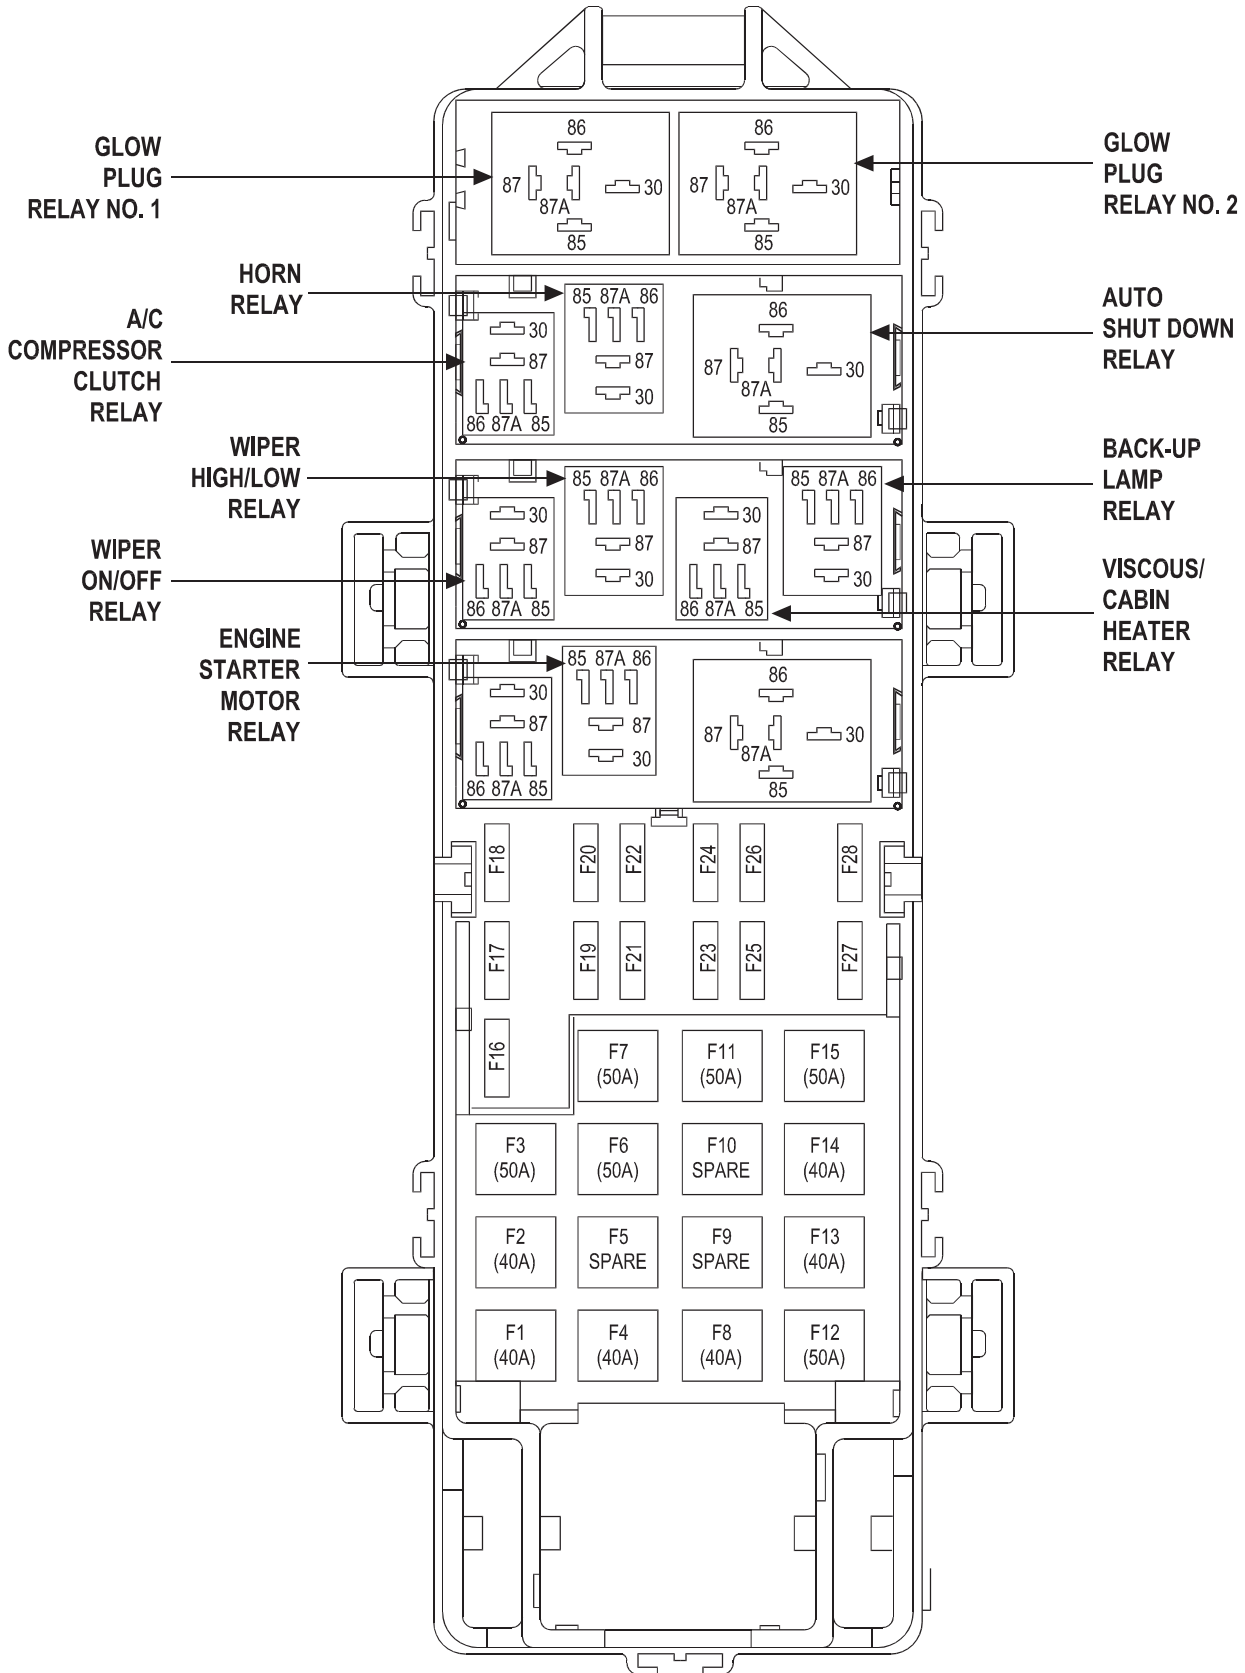 GLOW
PLUG
RELAY NO. 1
GLOW
PLUG
RELAY NO. 2
86
87
87A
30
85
86
87
87A
30
85
HORN
RELAY
A/C
COMPRESSOR
CLUTCH
RELAY
AUTO
SHUT DOWN
RELAY
30
87
86 87A 85
85 87A 86
87
30
86
87
87A
30
85
WIPER
HIGH/LOW
RELAY
WIPER
ON/OFF
RELAY
BACK-UP
LAMP
RELAY
VISCOUS/
CABIN
HEATER
RELAY
30
87
86 87A 85
85 87A 86
87
30
30
87
86 87A 85
85 87A 86
87
30
ENGINE
STARTER
MOTOR
RELAY
30
87
86 87A 85
85 87A 86
87
30
86
87
87A
30
85
F18
F20
F22
F24
F26
F28
F17
F19
F21
F23
F25
F27
F16
F7
(50A)
F11
(50A)
F15
(50A)
F3
(50A)
F6
(50A)
F10
SPARE
F14
(40A)
F2
(40A)
F5
SPARE
F9
SPARE
F13
(40A)
F1
(40A)
F4
(40A)
F8
(40A)
F12
(50A)